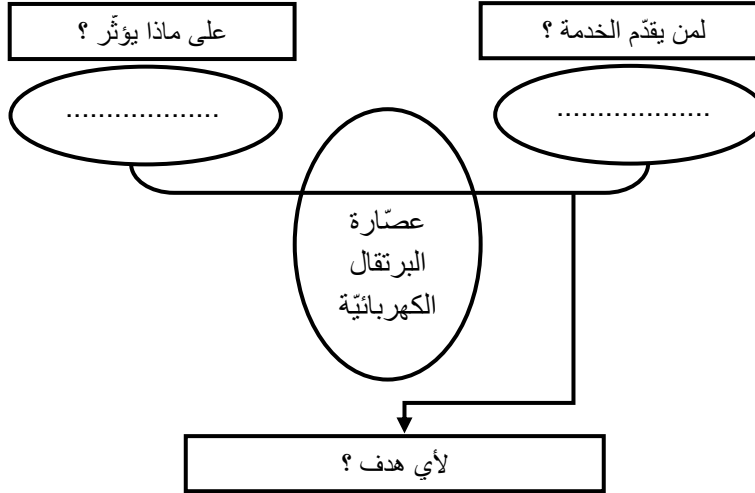 لمن يقدّم الخدمة ؟
على ماذا يؤثّر ؟
...................
...................
عصّارة
البرتقال
الكهربائيّة
لأي هدف ؟